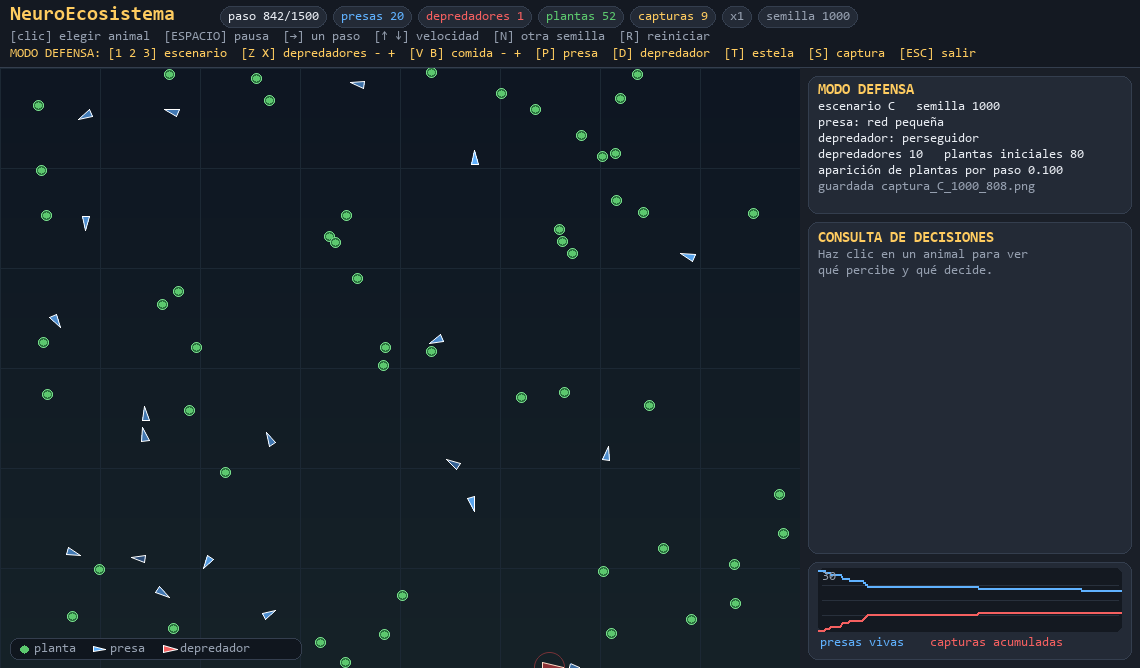 NeuroEcosistema paso 842/1500 presas 20 depredadores 1 plantas 52 capturas 9 x1 semilla 1000
[clic] elegir animal [ESPACIO] pausa [→] un paso [↑ ↓] velocidad [N] otra semilla [R] reiniciar
MODO DEFENSA: [1 2 3] escenario [Z X] depredadores - + [V B] comida - + [P] presa [D] depredador [T] estela [S] captura [ESC] salir
MODO DEFENSA
escenario C semilla 1000
presa: red pequeña
depredador: perseguidor
depredadores 10 plantas iniciales 80
aparición de plantas por paso 0.100
guardada captura_C_1000_808.png
CONSULTA DE DECISIONES
Haz clic en un animal para ver
qué percibe y qué decide.
30
presas vivas capturas acumuladas
planta presa depredador